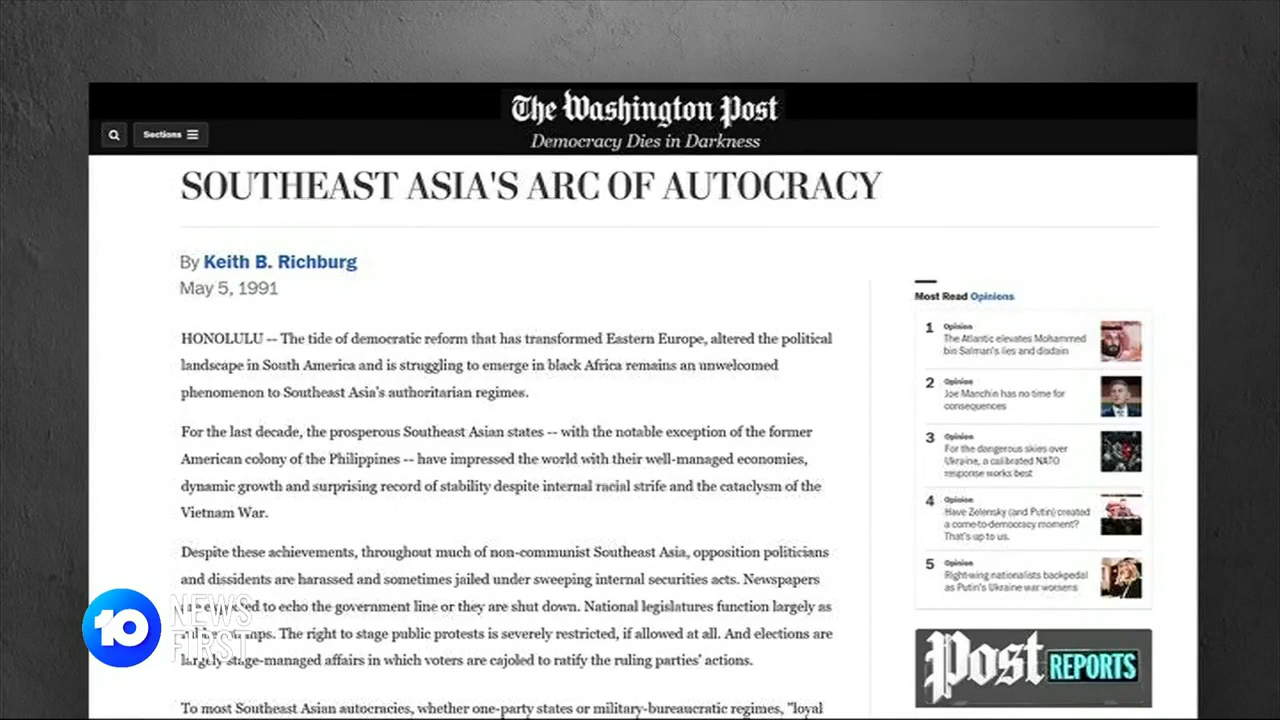 The Washington Post
Democracy Dies in Darkness
Sections
SOUTHEAST ASIA'S ARC OF AUTOCRACY
By Keith B. Richburg
May 5, 1991
HONOLULU -- The tide of democratic reform that has transformed Eastern Europe, altered the political
landscape in South America and is struggling to emerge in black Africa remains an unwelcomed
phenomenon to Southeast Asia's authoritarian regimes.
For the last decade, the prosperous Southeast Asian states -- with the notable exception of the former
American colony of the Philippines -- have impressed the world with their well-managed economies,
dynamic growth and surprising record of stability despite internal racial strife and the cataclysm of the
Vietnam War.
Despite these achievements, throughout much of non-communist Southeast Asia, opposition politicians
and dissidents are harassed and sometimes jailed under sweeping internal securities acts. Newspapers
to echo the government line or they are shut down. National legislatures function largely as
The right to stage public protests is severely restricted, if allowed at all. And elections are
largely stage-managed affairs in which voters are cajoled to ratify the ruling parties' actions.
To most Southeast Asian autocracies, whether one-party states or military-bureaucratic regimes, "loyal
Most Read Opinions
1 Opinion
The Atlantic elevates Mohammed
bin Salman's lies and disdain
2 Opinion
Joe Manchin has no time for
consequences
3 Opinion
For the dangerous skies over
Ukraine, a calibrated NATO
response works best
4 Opinion
Have Zelensky (and Putin) created
a come-to-democracy moment?
That's up to us.
5 Opinion
Right-wing nationalists backpedal
as Putin's Ukraine war worsens
Post REPORTS
10 NEWS
FIRST